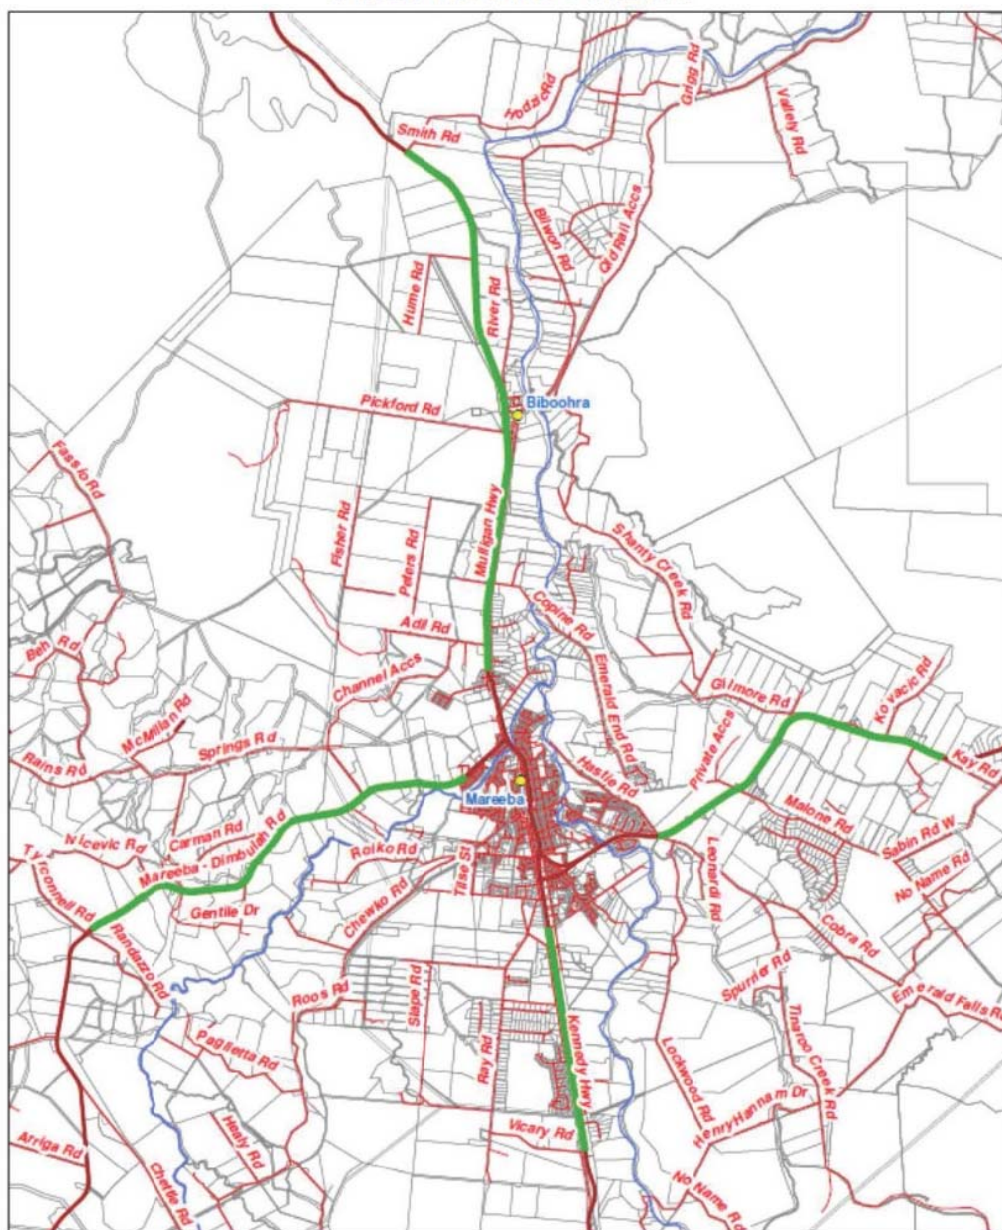 Hodzic Rd
Grigg Rd
Smith Rd
Vallely Rd
Bilwon Rd
Qld Rail Accs
Hume Rd
River Rd
Biboohra
Pickford Rd
Fassio Rd
Mulligan Hwy
Fisher Rd
Peters Rd
Shanty Creek Rd
Copine Rd
Adil Rd
Beh Rd
Channel Accs
Emerald End Rd
Gilmore Rd
Kovacic Rd
McMillan Rd
Springs Rd
Private Accs
Rains Rd
Hastie Rd
Kay Rd
Mareeba
Malone Rd
Carman Rd
Mareeba - Dimbulah Rd
Nicevic Rd
Roiko Rd
Tase St
Leonardi Rd
Sabin Rd W
Tyrconnell Rd
No Name Rd
Chewko Rd
Gentile Dr
Cobra Rd
Randazzo Rd
Spurrier Rd
Roos Rd
Slape Rd
Emerald Falls Rd
Tinaroo Creek Rd
Kennedy Hwy
Paglietta Rd
Ray Rd
Lockwood Rd
Henry Hannam Dr
Vicary Rd
Healy Rd
Arriga Rd
Chettle Rd
No Name Rd